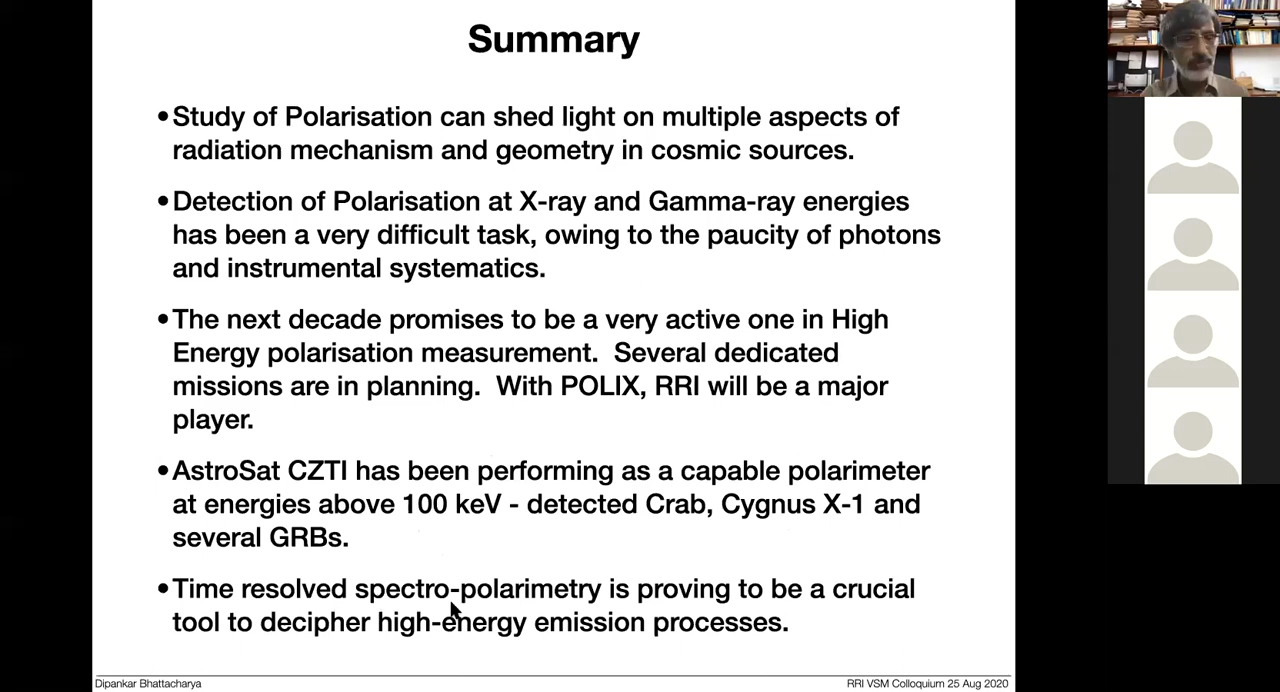 Summary
•Study of Polarisation can shed light on multiple aspects of
radiation mechanism and geometry in cosmic sources.
•Detection of Polarisation at X-ray and Gamma-ray energies
has been a very difficult task, owing to the paucity of photons
and instrumental systematics.
•The next decade promises to be a very active one in High
Energy polarisation measurement.  Several dedicated
missions are in planning.  With POLIX, RRI will be a major
player.
•AstroSat CZTI has been performing as a capable polarimeter
at energies above 100 keV - detected Crab, Cygnus X-1 and
several GRBs.
•Time resolved spectro-polarimetry is proving to be a crucial
tool to decipher high-energy emission processes.
Dipankar Bhattacharya
RRI VSM Colloquium 25 Aug 2020